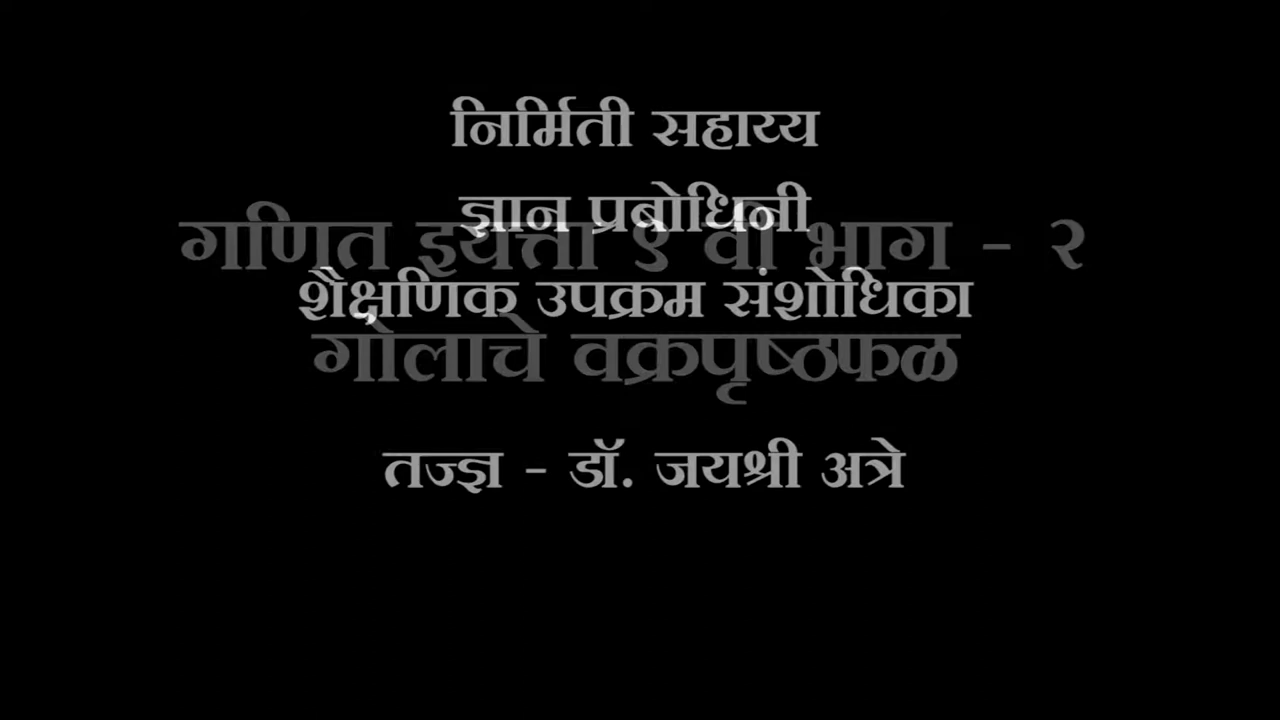 निर्मिती सहाय्य
ज्ञान प्रबोधिनी
गणित इयत्ता ९ वी भाग - २
शैक्षणिक उपक्रम संशोधिका
गोलाचे वक्रपृष्ठफळ
तज्ज्ञ - डॉ. जयश्री अत्रे